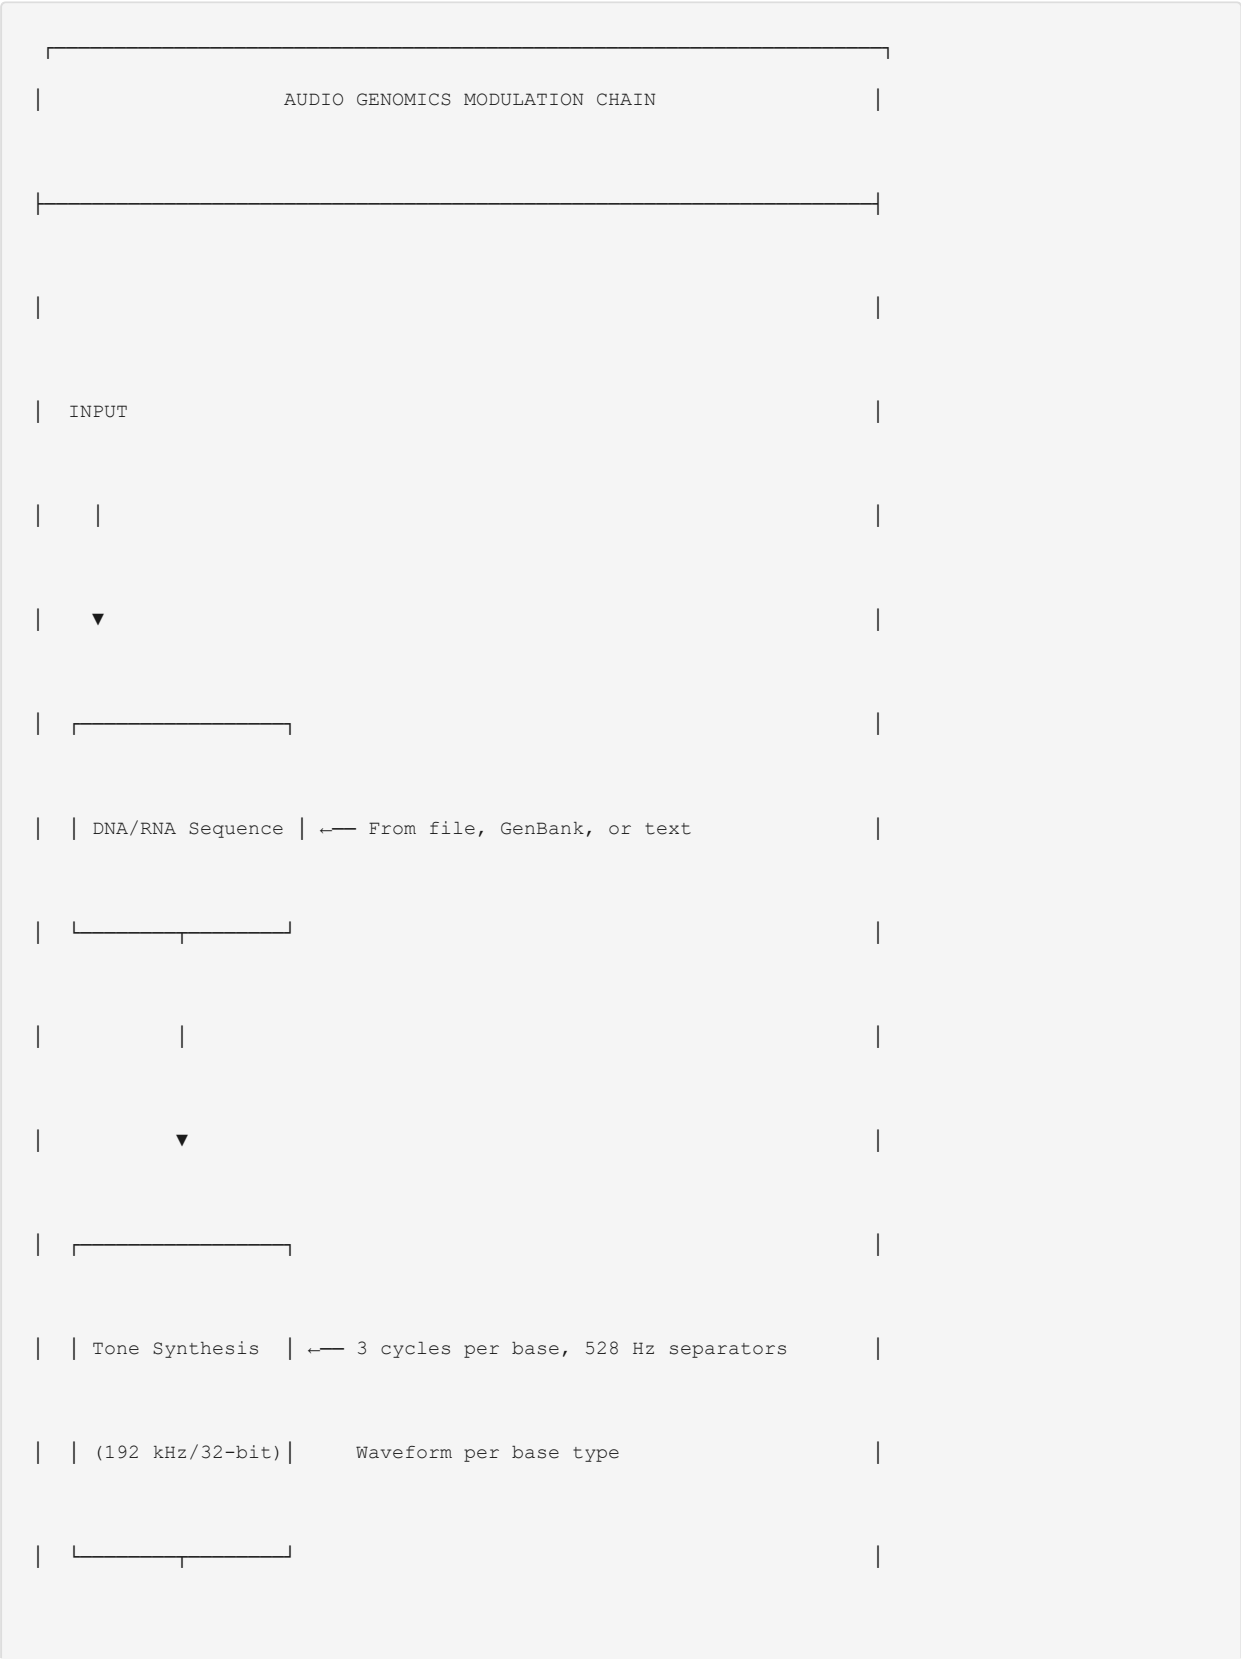 AUDIO GENOMICS MODULATION CHAIN
INPUT
▼
DNA/RNA Sequence ←── From file, GenBank, or text
▼
Tone Synthesis ←── 3 cycles per base, 528 Hz separators
(192 kHz/32-bit) Waveform per base type